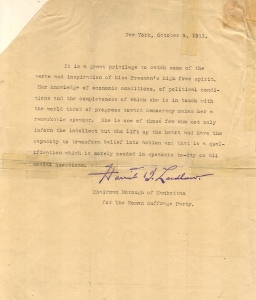 New York, October 6, 1911.
It is a great privilege to catch some of the
verve and inspiration of Miss Freeman's high free spirit.
Her knowledge of economic conditions, of political condi-
tions and the completeness of which she is in touch with
the world trend of progress toward democracy makes her a
remarkable speaker. She is one of those few who not only
inform the intellect but who lift up the heart and have the
capacity to transform belief into action and that is a qual-
ification which is sorely needed in speakers to-day on all
social questions.
Harriet B. Laidlaw.
Chairman Borough of Manhattan
for the Woman Suffrage Party.